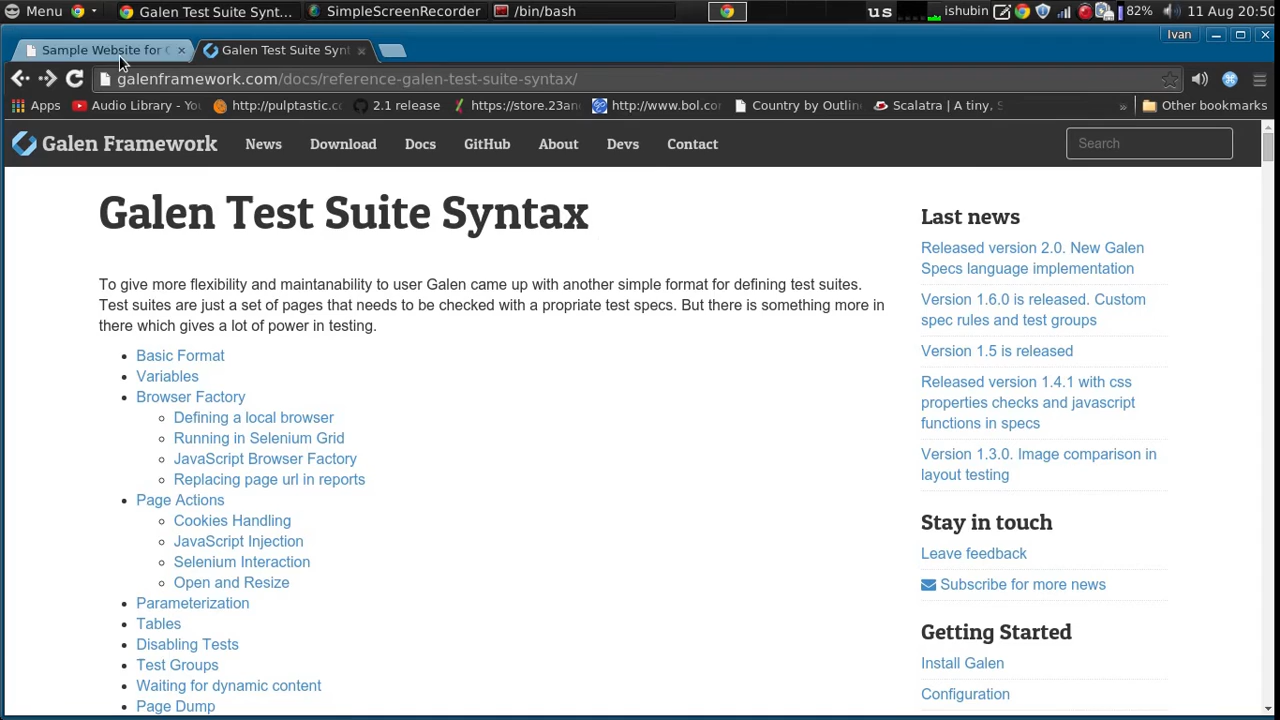 Menu
Galen Test Suite Synt...
SimpleScreenRecorder
/bin/bash
us
ishubin
82%
11 Aug 20:50
Ivan
Sample Website for G
Galen Test Suite Synt
galenframework.com/docs/reference-galen-test-suite-syntax/
Apps
Audio Library - You
http://pulptastic.co
2.1 release
https://store.23an
http://www.bol.co
Country by Outlin
Scalatra | A tiny, S
»
Other bookmarks
Galen Framework
News
Download
Docs
GitHub
About
Devs
Contact
Search
Galen Test Suite Syntax
To give more flexibility and maintanability to user Galen came up with another simple format for defining test suites.
Test suites are just a set of pages that needs to be checked with a propriate test specs. But there is something more in
there which gives a lot of power in testing.
Basic Format
Variables
Browser Factory
Defining a local browser
Running in Selenium Grid
JavaScript Browser Factory
Replacing page url in reports
Page Actions
Cookies Handling
JavaScript Injection
Selenium Interaction
Open and Resize
Parameterization
Tables
Disabling Tests
Test Groups
Waiting for dynamic content
Page Dump
Last news
Released version 2.0. New Galen
Specs language implementation
Version 1.6.0 is released. Custom
spec rules and test groups
Version 1.5 is released
Released version 1.4.1 with css
properties checks and javascript
functions in specs
Version 1.3.0. Image comparison in
layout testing
Stay in touch
Leave feedback
Subscribe for more news
Getting Started
Install Galen
Configuration